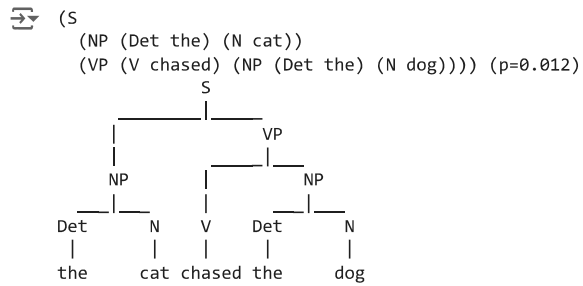 (S
(NP (Det the) (N cat))
(VP (V chased) (NP (Det the) (N dog)))) (p=0.012)
S
VP
NP NP
Det N V Det N
the cat chased the dog